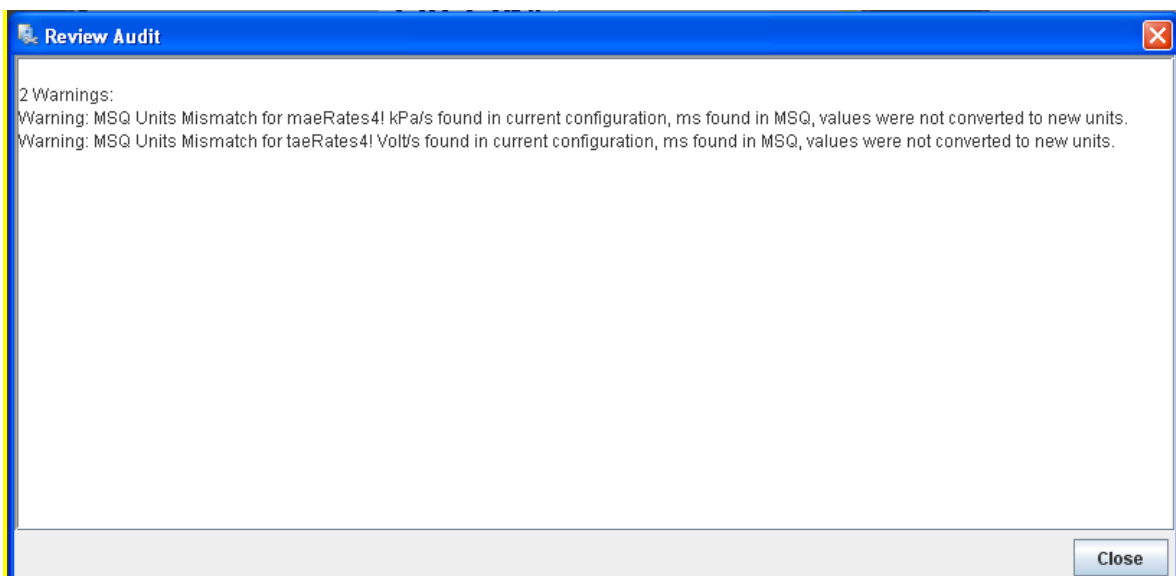 Review Audit
2 Warnings:
Warning: MSQ Units Mismatch for maeRates4! kPa/s found in current configuration, ms found in MSQ, values were not converted to new units.
Warning: MSQ Units Mismatch for taeRates4! Volt/s found in current configuration, ms found in MSQ, values were not converted to new units.
Close